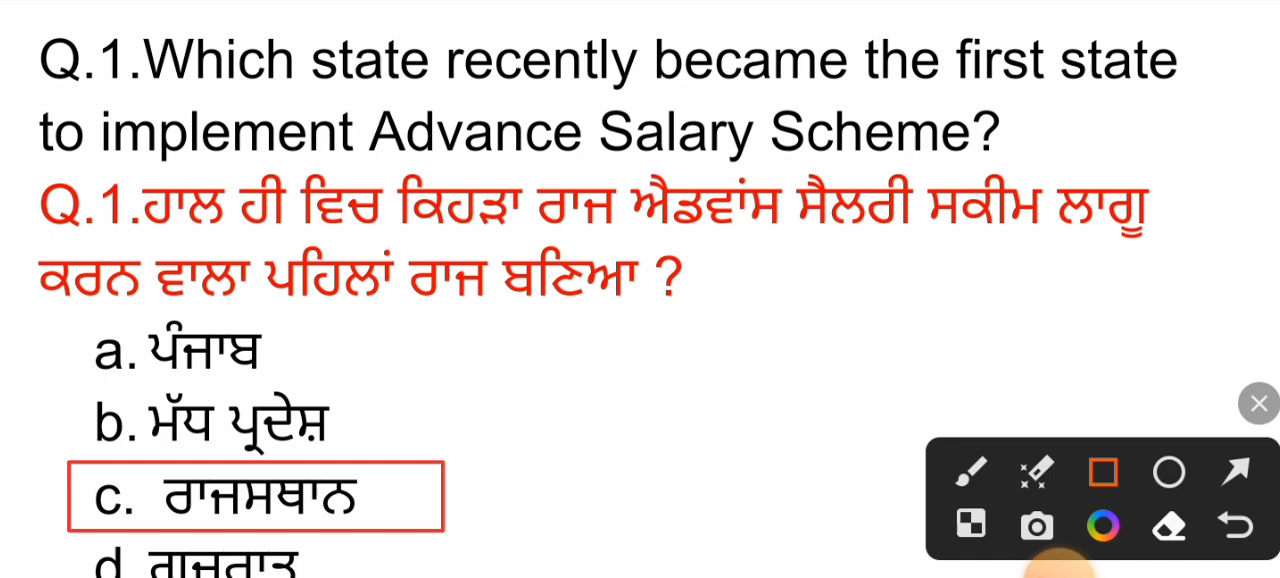 Q.1.Which state recently became the first state
to implement Advance Salary Scheme?
Q.1.ਹਾਲ ਹੀ ਵਿਚ ਕਿਹੜਾ ਰਾਜ ਐਡਵਾਂਸ ਸੈਲਰੀ ਸਕੀਮ ਲਾਗੂ
ਕਰਨ ਵਾਲਾ ਪਹਿਲਾਂ ਰਾਜ ਬਣਿਆ ?
a. ਪੰਜਾਬ
b. ਮੱਧ ਪ੍ਰਦੇਸ਼
c. ਰਾਜਸਥਾਨ
d ਗੁਜਰਾਤ